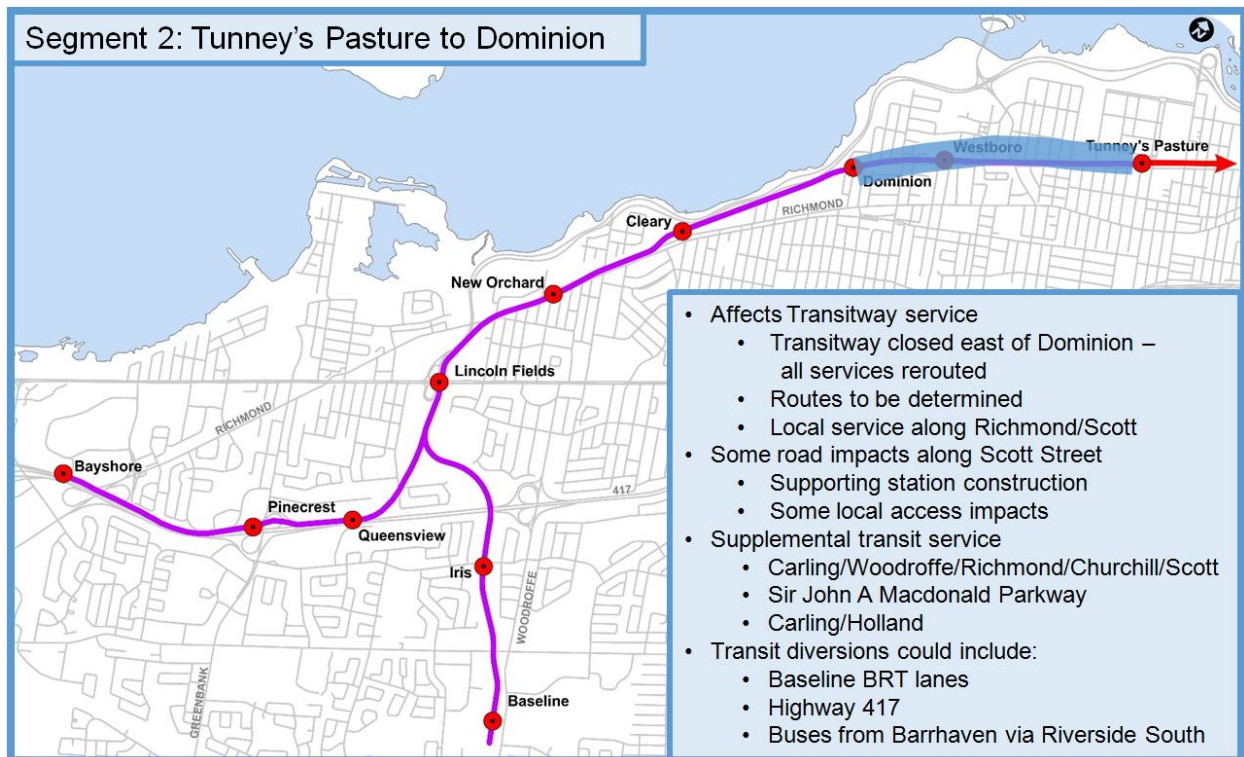 Segment 2: Tunney's Pasture to Dominion
Westboro
Tunney's Pasture
Dominion
RICHMOND
Cleary
New Orchard
Lincoln Fields
RICHMOND
Bayshore
417
Pinecrest
Queensview
Iris
WOODROFFE
GREENBANK
Baseline
• Affects Transitway service
• Transitway closed east of Dominion –
all services rerouted
• Routes to be determined
• Local service along Richmond/Scott
• Some road impacts along Scott Street
• Supporting station construction
• Some local access impacts
• Supplemental transit service
• Carling/Woodroffe/Richmond/Churchill/Scott
• Sir John A Macdonald Parkway
• Carling/Holland
• Transit diversions could include:
• Baseline BRT lanes
• Highway 417
• Buses from Barrhaven via Riverside South